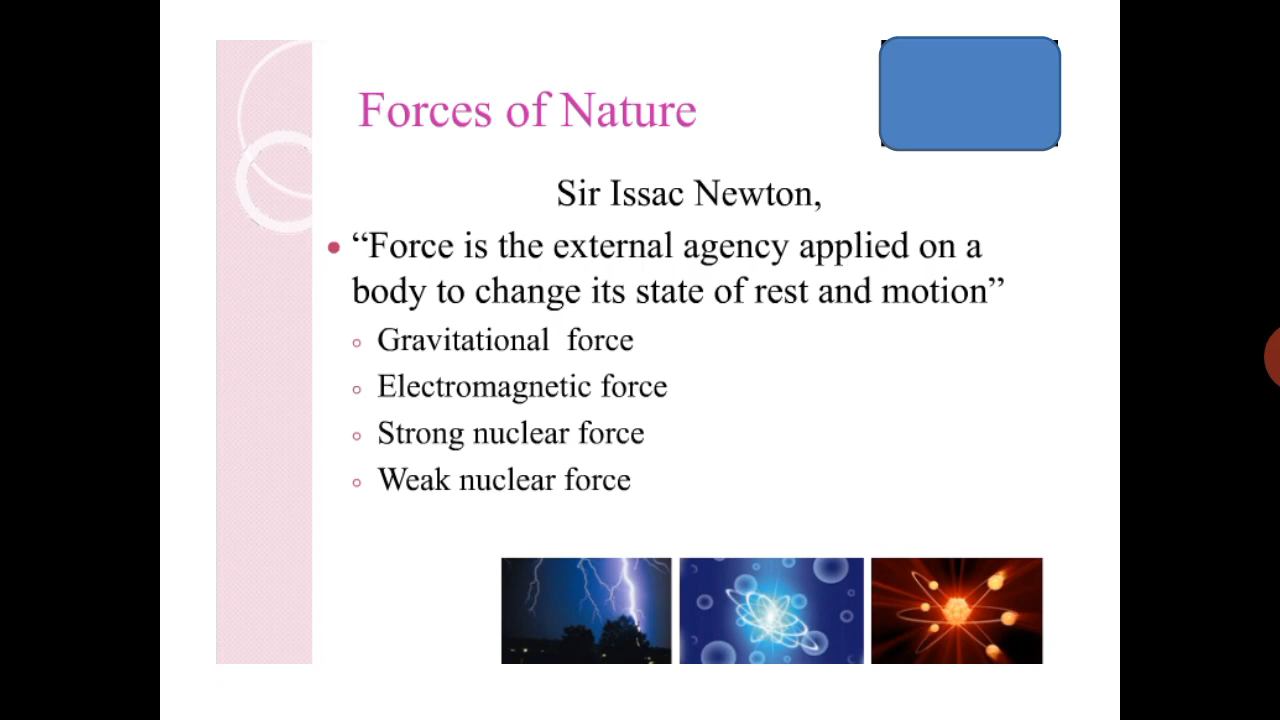 Forces of Nature
Sir Issac Newton,
“Force is the external agency applied on a
body to change its state of rest and motion”
Gravitational force
Electromagnetic force
Strong nuclear force
Weak nuclear force